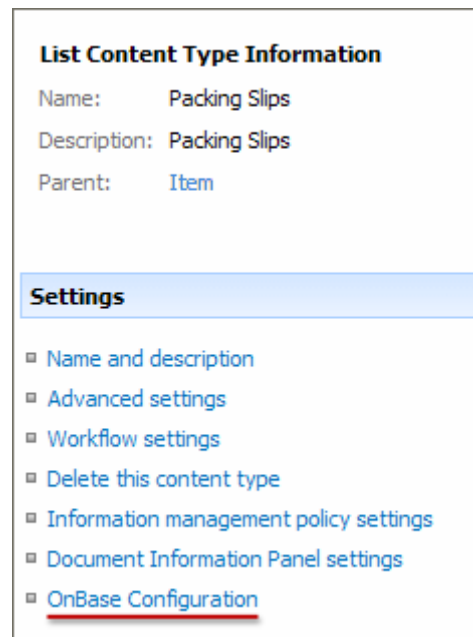 List Content Type Information
Name: Packing Slips
Description: Packing Slips
Parent: Item
Settings
Name and description
Advanced settings
Workflow settings
Delete this content type
Information management policy settings
Document Information Panel settings
OnBase Configuration